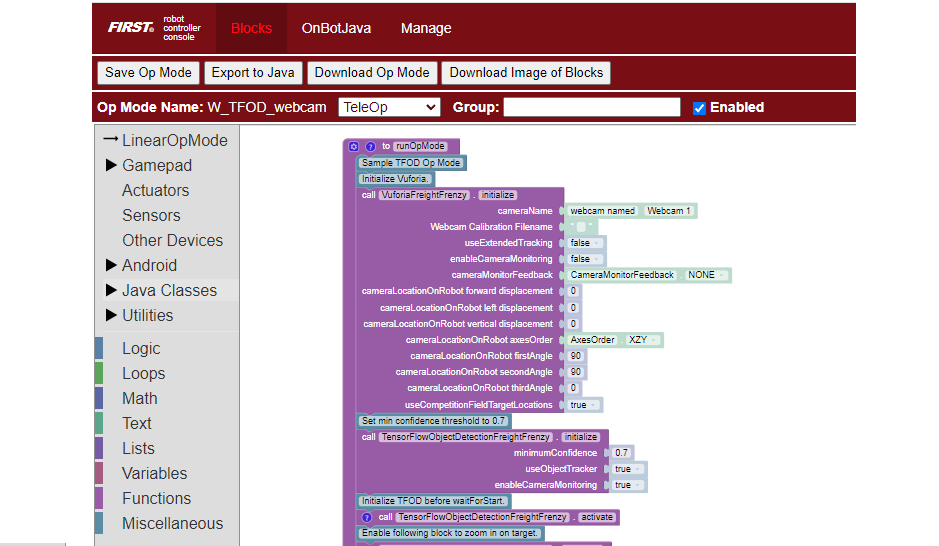 FIRST® robot controller console Blocks OnBotJava Manage
Save Op Mode Export to Java Download Op Mode Download Image of Blocks
Op Mode Name: W_TFOD_webcam TeleOp Group: Enabled
LinearOpMode
Gamepad
Actuators
Sensors
Other Devices
Android
Java Classes
Utilities
Logic
Loops
Math
Text
Lists
Variables
Functions
Miscellaneous
? to runOpMode
Sample TFOD Op Mode
Initialize Vuforia.
call VuforiaFreightFrenzy . initialize
cameraName webcam named Webcam 1
Webcam Calibration Filename “ ”
useExtendedTracking false
enableCameraMonitoring false
cameraMonitorFeedback CameraMonitorFeedback . NONE
cameraLocationOnRobot forward displacement 0
cameraLocationOnRobot left displacement 0
cameraLocationOnRobot vertical displacement 0
cameraLocationOnRobot axesOrder AxesOrder . XZY
cameraLocationOnRobot firstAngle 90
cameraLocationOnRobot secondAngle 90
cameraLocationOnRobot thirdAngle 0
useCompetitionFieldTargetLocations true
Set min confidence threshold to 0.7
call TensorFlowObjectDetectionFreightFrenzy . initialize
minimumConfidence 0.7
useObjectTracker true
enableCameraMonitoring true
Initialize TFOD before waitForStart.
? call TensorFlowObjectDetectionFreightFrenzy . activate
Enable following block to zoom in on target.